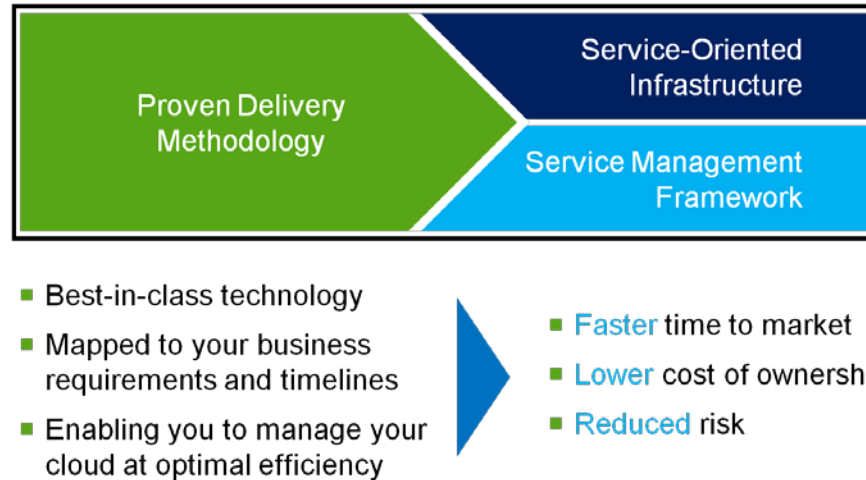 Proven Delivery
Methodology
Service-Oriented
Infrastructure
Service Management
Framework
Best-in-class technology
Mapped to your business
requirements and timelines
Enabling you to manage your
cloud at optimal efficiency
Faster time to market
Lower cost of ownersh
Reduced risk